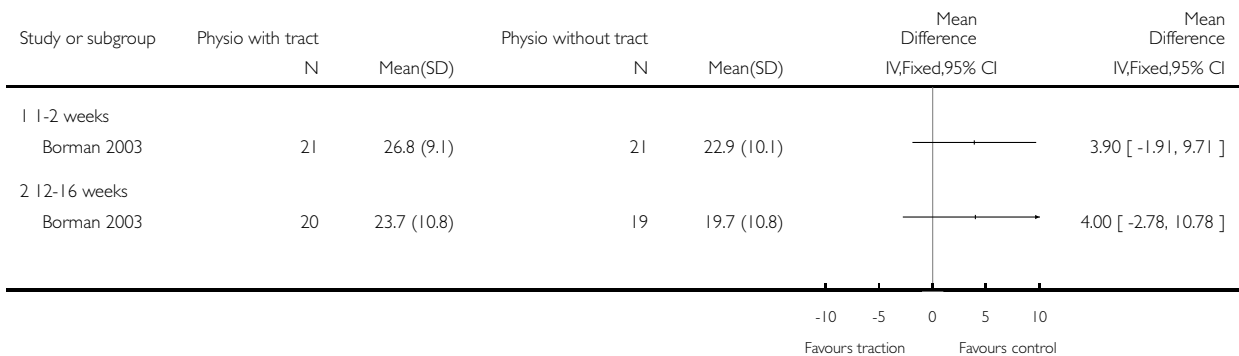 Study or subgroup Physio with tract Physio without tract Mean Difference Mean Difference
N Mean(SD) N Mean(SD) IV,Fixed,95% CI IV,Fixed,95% CI
1 1-2 weeks
Borman 2003 21 26.8 (9.1) 21 22.9 (10.1) 3.90 [ -1.91, 9.71 ]
2 12-16 weeks
Borman 2003 20 23.7 (10.8) 19 19.7 (10.8) 4.00 [ -2.78, 10.78 ]
-10 -5 0 5 10
Favours traction Favours control